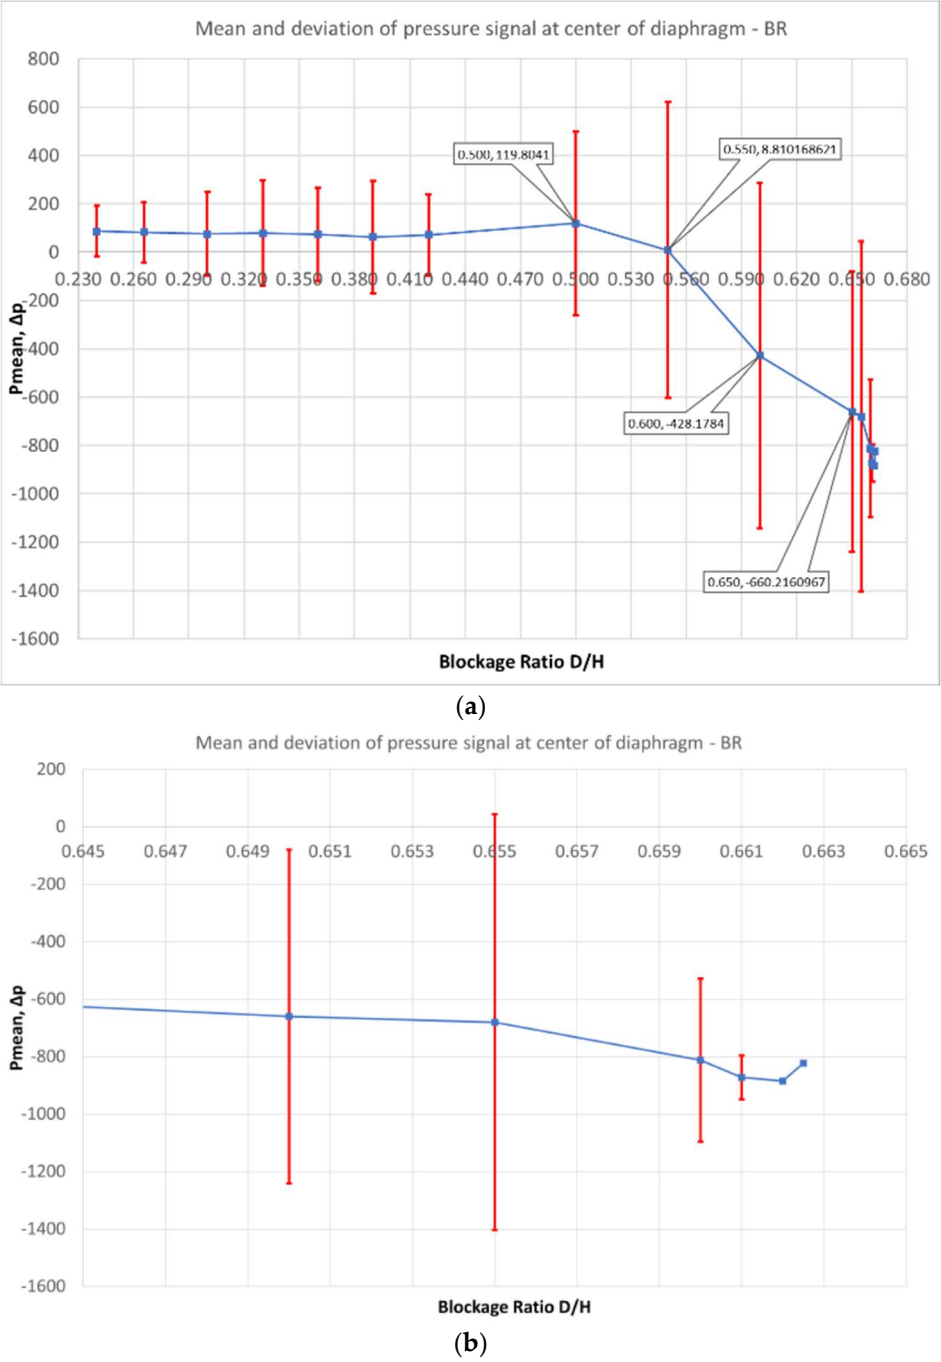 Mean and deviation of pressure signal at center of diaphragm - BR
800
600
400
200
0
-200
-400
-600
-800
-1000
-1200
-1400
-1600
0.230 0.260 0.290 0.320 0.350 0.380 0.410 0.440 0.470 0.500 0.530 0.560 0.590 0.620 0.650 0.680
0.500, 119.8041
0.550, 8.810168621
0.600, -428.1784
0.650, -660.2160967
Pmean, Δp
Blockage Ratio D/H
(a)
Mean and deviation of pressure signal at center of diaphragm - BR
200
0
-200
-400
-600
-800
-1000
-1200
-1400
-1600
0.645 0.647 0.649 0.651 0.653 0.655 0.657 0.659 0.661 0.663 0.665
Pmean, Δp
Blockage Ratio D/H
(b)